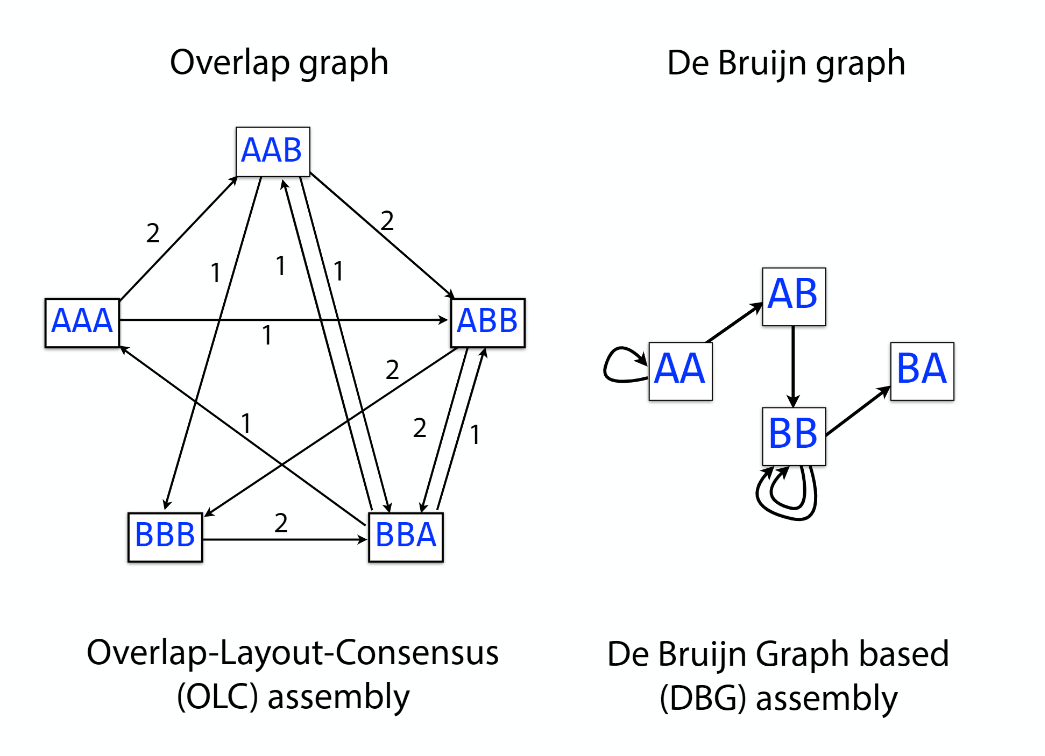 Overlap graph
De Bruijn graph
AAB
2
2
1
1
1
AAA
ABB
1
2
1
2
1
BBB
2
BBA
AB
AA
BA
BB
Overlap-Layout-Consensus
(OLC) assembly
De Bruijn Graph based
(DBG) assembly